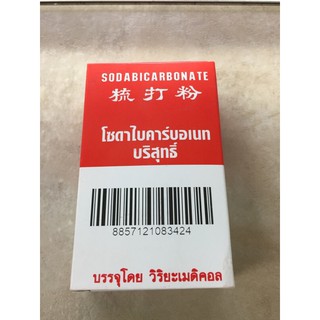 SODABICARBONATE
梳打粉
โซดาไบคาร์บอเนท
บริสุทธิ์
8857121083424
บรรจุโดย วิริยะเมดิคอล